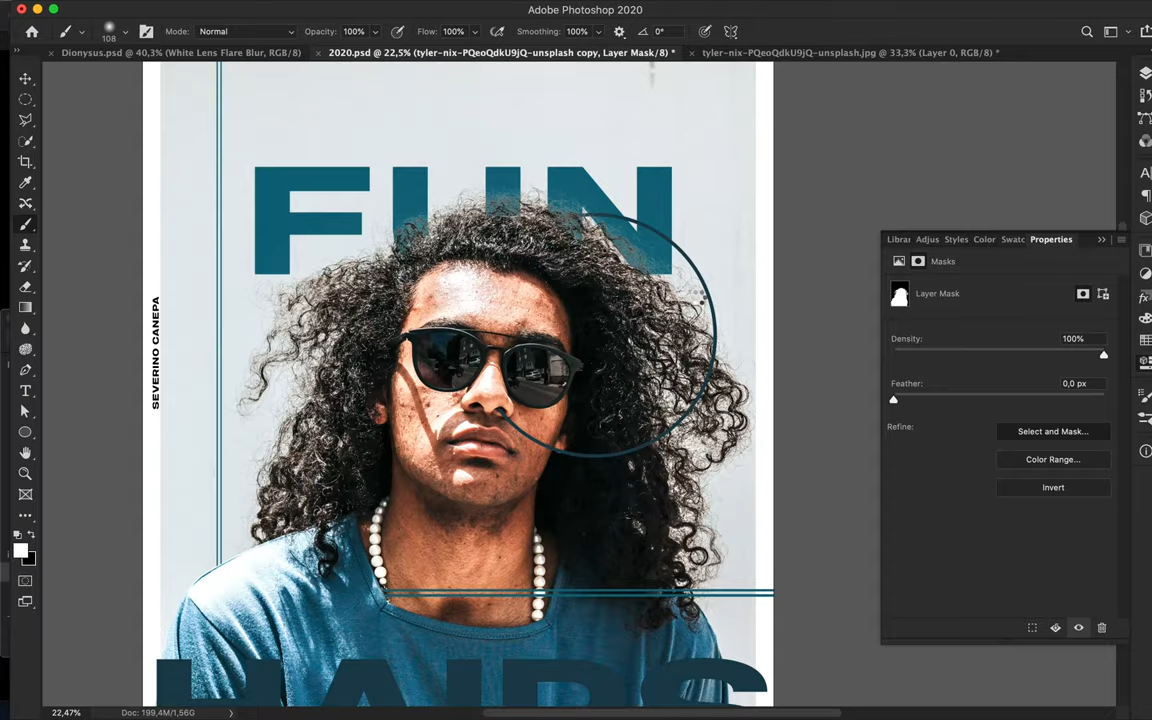 Adobe Photoshop 2020
Mode: Normal Opacity: 100% Flow: 100% Smoothing: 100% 0°
Dionysus.psd @ 40,3% (White Lens Flare Blur, RGB/8)
2020.psd @ 22,5% (tyler-nix-PQeoQdkU9jQ-unsplash copy, Layer Mask/8) *
tyler-nix-PQeoQdkU9jQ-unsplash.jpg @ 33,3% (Layer 0, RGB/8) *
108
FUN
SEVERINO CANEPA
HAIRS
Librar Adjus Styles Color Swatc Properties
Masks
Layer Mask
Density: 100%
Feather: 0,0 px
Refine: Select and Mask...
Color Range...
Invert
22,47% Doc: 199,4M/1,56G